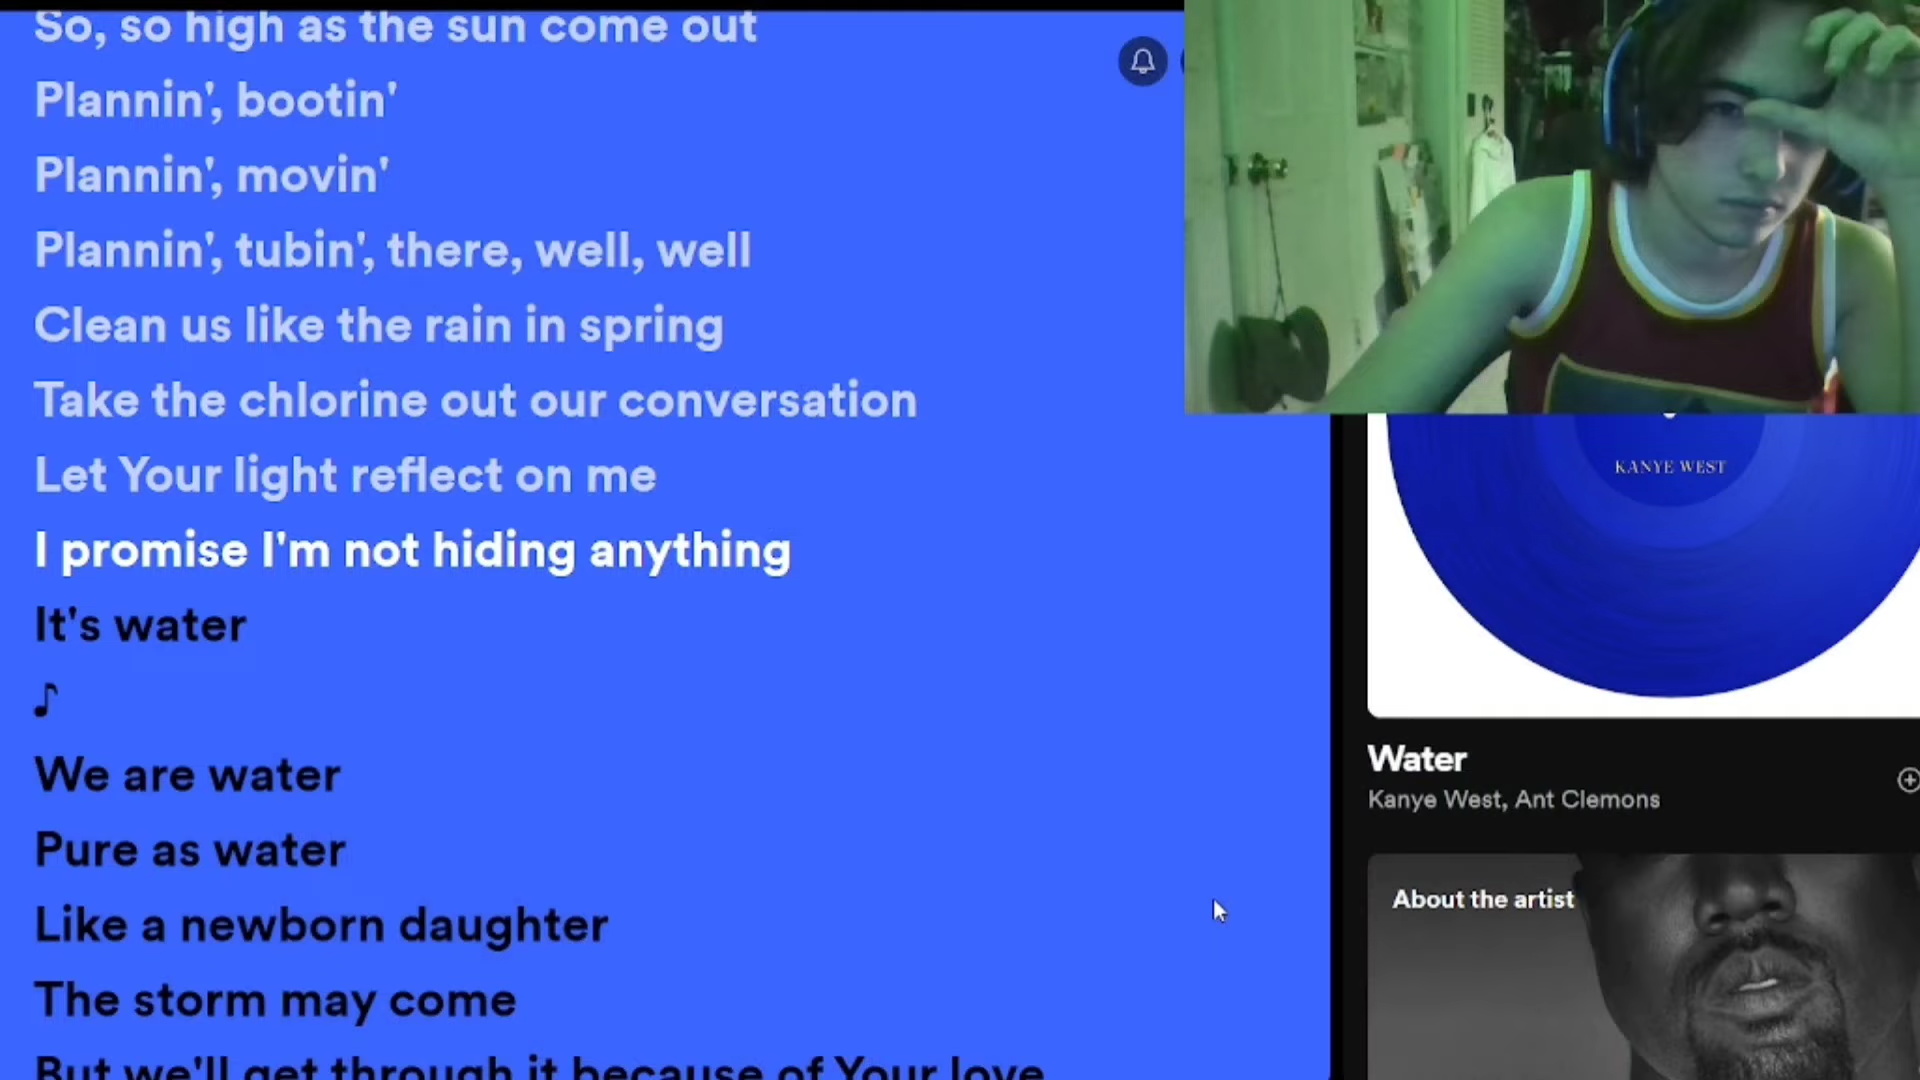 So, so high as the sun come out
Plannin', bootin'
Plannin', movin'
Plannin', tubin', there, well, well
Clean us like the rain in spring
Take the chlorine out our conversation
Let Your light reflect on me
I promise I'm not hiding anything
It's water
♪
We are water
Pure as water
Like a newborn daughter
The storm may come
But we'll get through it because of Your love
KANYE WEST
Water
Kanye West, Ant Clemons
About the artist